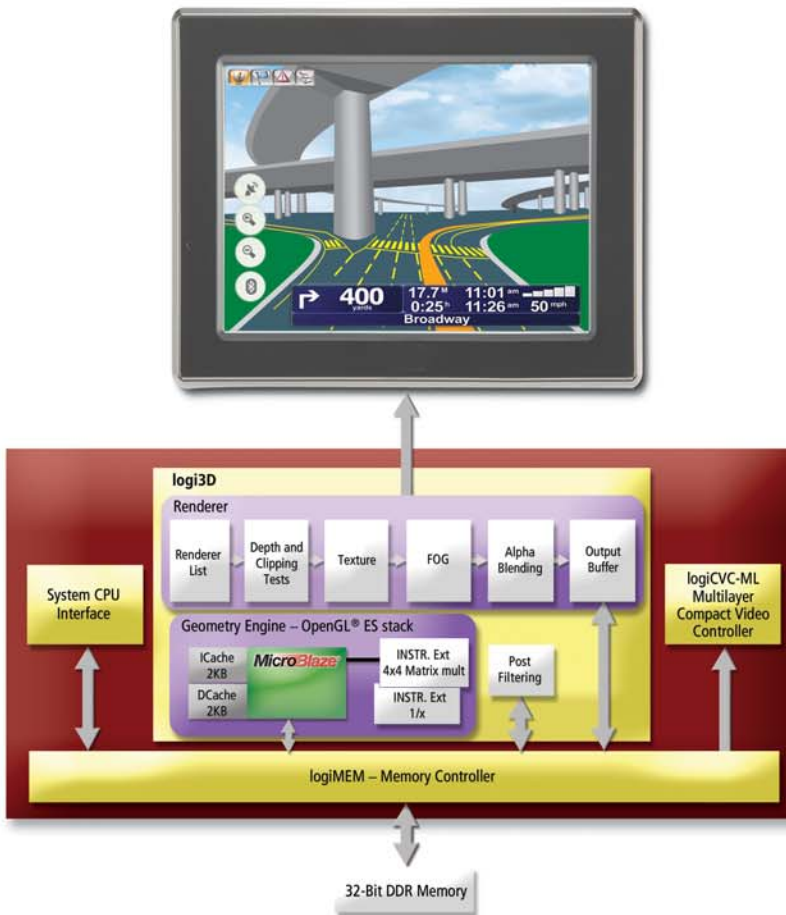 400
yards
17.7 M
11:01 am
0:25 h
11:26 am
50 mph
Broadway
logi3D
Renderer
Renderer
List
Depth and
Clipping
Tests
Texture
FOG
Alpha
Blending
Output
Buffer
System CPU
Interface
logiCVC-ML
Multilayer
Compact Video
Controller
Geometry Engine – OpenGL® ES stack
ICache
2KB
DCache
2KB
MicroBlaze
INSTR. Ext
4x4 Matrix mult
INSTR. Ext
1/x
Post
Filtering
logiMEM – Memory Controller
32-Bit DDR Memory